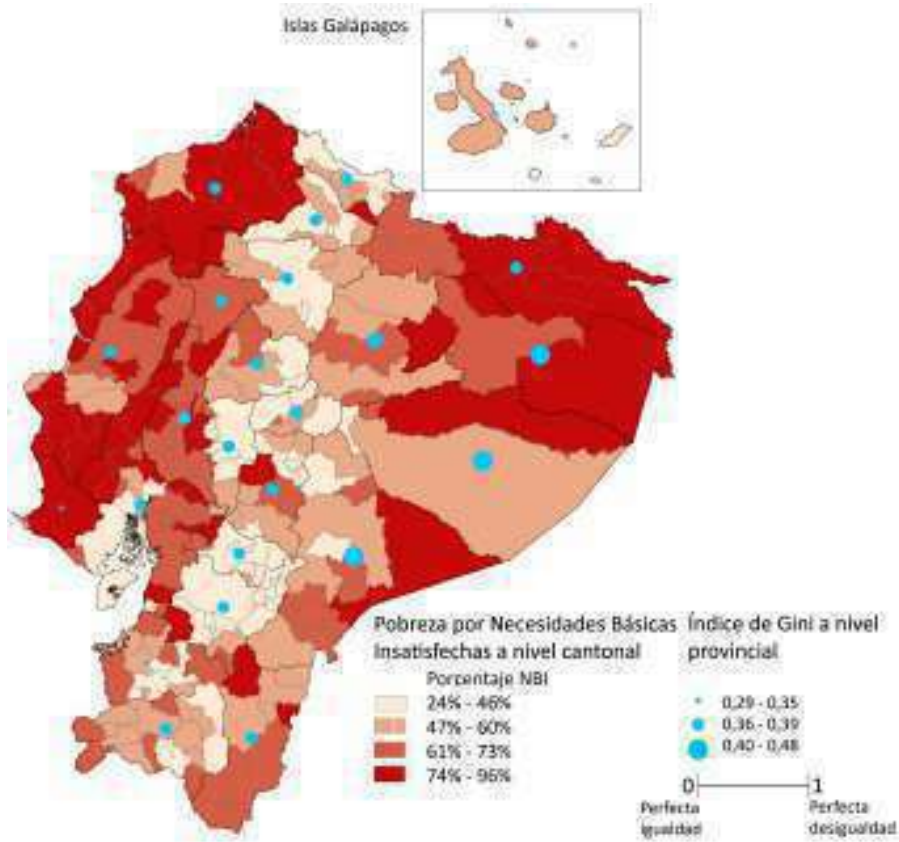 Islas Galápagos
Pobreza por Necesidades Básicas
Insatisfechas a nivel cantonal
Porcentaje NBI
24% - 46%
47% - 60%
61% - 73%
74% - 96%
Índice de Gini a nivel
provincial
0,29 - 0,35
0,36 - 0,39
0,40 - 0,48
0 1
Perfecta
igualdad
Perfecta
desigualdad